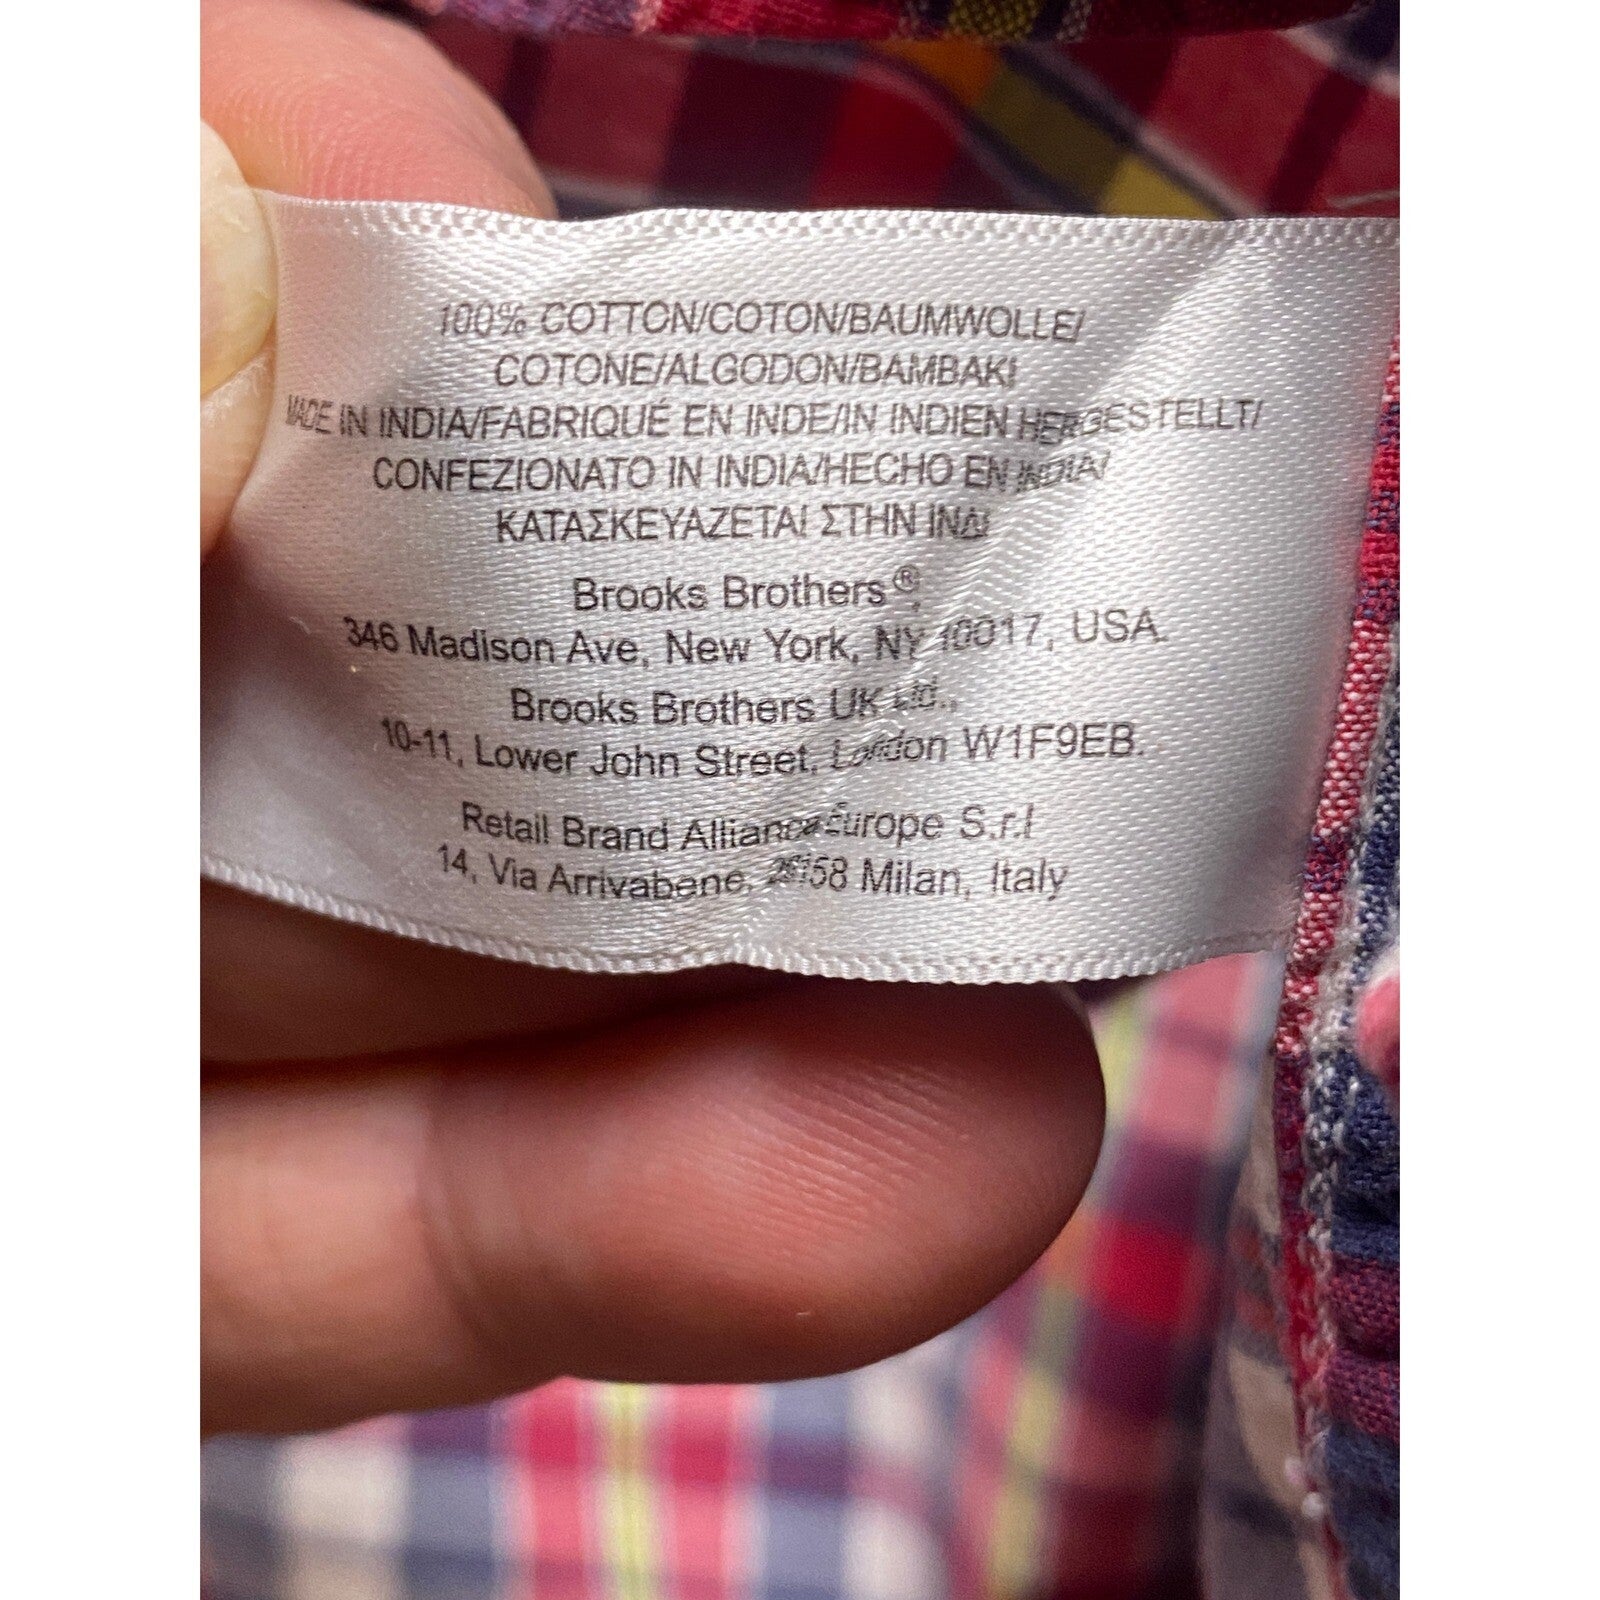 100% COTTON/COTON/BAUMWOLLE/
COTONE/ALGODON/BAMBAKI
MADE IN INDIA/FABRIQUÉ EN INDE/IN INDIEN HERGESTELLT/
CONFEZIONATO IN INDIA/HECHO EN INDIA/
ΚΑΤΑΣΚΕΥΑΖΕΤΑΙ ΣΤΗΝ ΙΝΔΙ
Brooks Brothers®,
346 Madison Ave, New York, NY 10017, USA.
Brooks Brothers UK Ltd.,
10-11, Lower John Street, London W1F9EB.
Retail Brand Alliance Europe S.r.l
14, Via Arrivabene, Milan, Italy